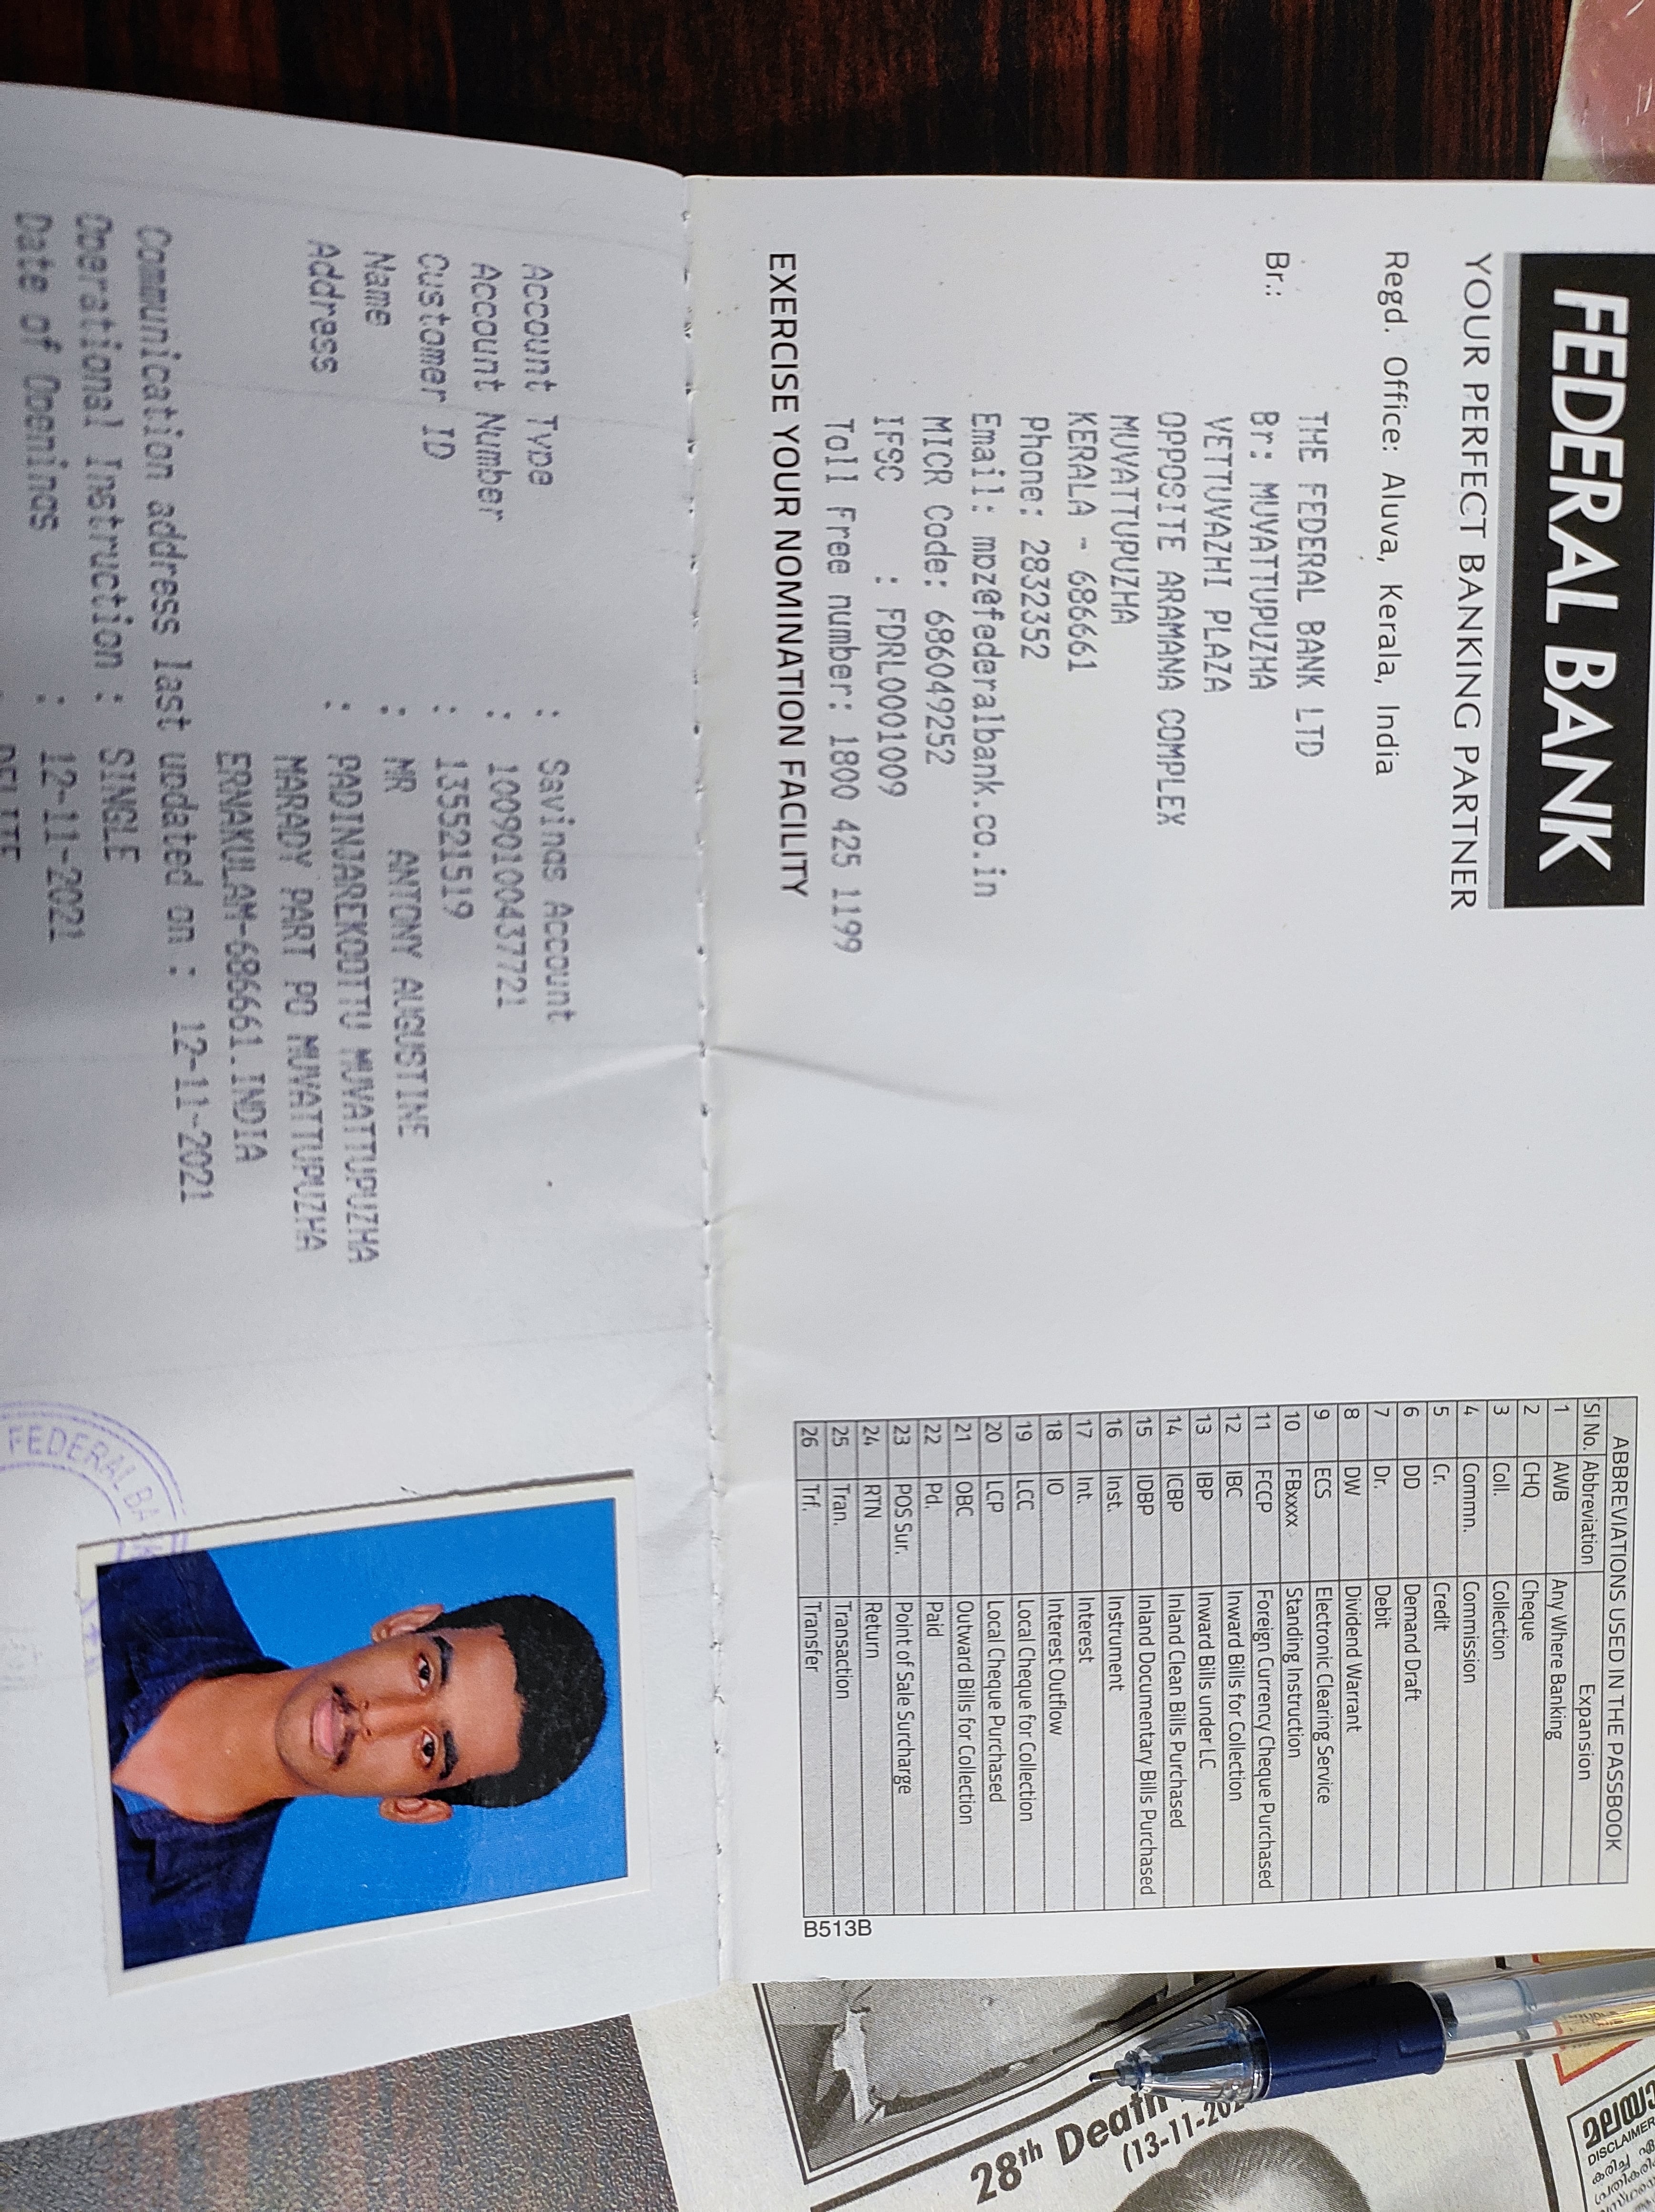 FEDERAL BANK
YOUR PERFECT BANKING PARTNER
Regd. Office: Aluva, Kerala, India
THE FEDERAL BANK LTD
Br.: Br: MUVATTUPUZHA
VETTUVAZHI PLAZA
OPPOSITE ARAMANA COMPLEX
MUVATTUPUZHA
KERALA - 686661
Phone: 2832352
Email: mpz@federalbank.co.in
MICR Code: 686049252
IFSC : FDRL0001009
Toll Free number: 1800 425 1199
EXERCISE YOUR NOMINATION FACILITY
ABBREVIATIONS USED IN THE PASSBOOK
Sl No. Abbreviation Expansion
1 AWB Any Where Banking
2 CHQ Cheque
3 Coll. Collection
4 Commn. Commission
5 Cr. Credit
6 DD Demand Draft
7 Dr. Debit
8 DW Dividend Warrant
9 ECS Electronic Clearing Service
10 FBxxxx Standing Instruction
11 FCCP Foreign Currency Cheque Purchased
12 IBC Inward Bills for Collection
13 IBP Inward Bills under LC
14 ICBP Inland Clean Bills Purchased
15 IDBP Inland Documentary Bills Purchased
16 Inst. Instrument
17 Int. Interest
18 IO Interest Outflow
19 LCC Local Cheque for Collection
20 LCP Local Cheque Purchased
21 OBC Outward Bills for Collection
22 Pd. Paid
23 POS Sur. Point of Sale Surcharge
24 RTN Return
25 Tran. Transaction
26 Trf. Transfer
B513B
Account Type : Savings Account
Account Number : 10090100437721
Customer ID : 135521519
Name : MR ANTONY AUGUSTINE
Address : PADINJAREKOOTTU MUVATTUPUZHA
MARADY PART PO MUVATTUPUZHA
ERNAKULAM-686661.INDIA
Communication address last updated on : 12-11-2021
Operational Instruction : SINGLE
Date of Openings : 12-11-2021
FEDERAL BANK
28th Death